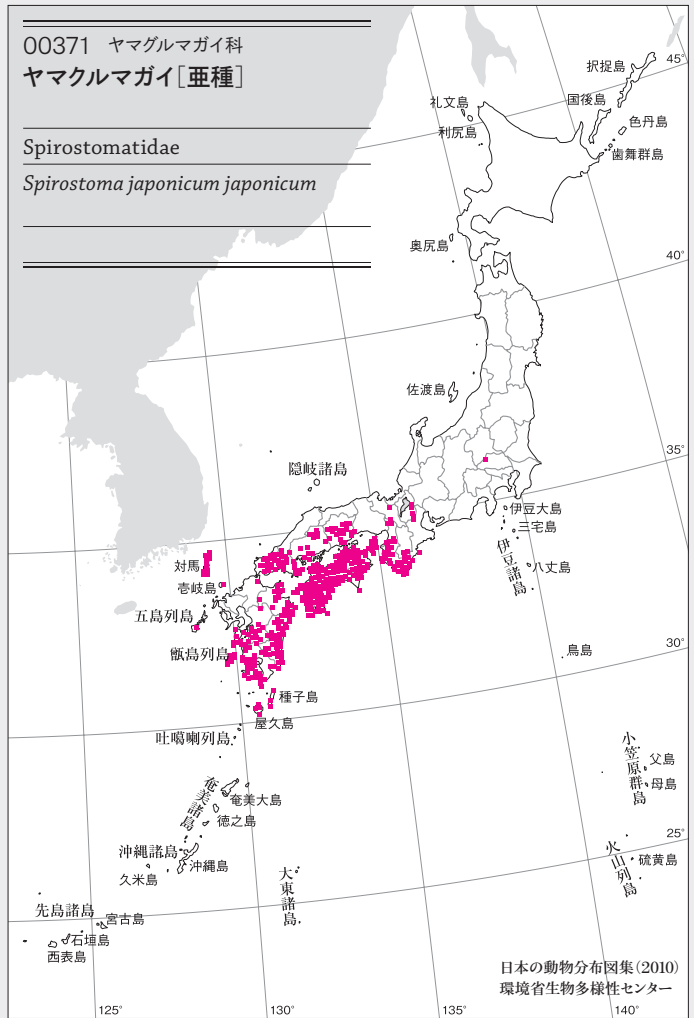 00371 ヤマグルマガイ科
ヤマクルマガイ[亜種]
Spirostomatidae
Spirostoma japonicum japonicum
択捉島
45°
国後島
礼文島
色丹島
利尻島
歯舞群島
奥尻島
40°
佐渡島
35°
隠岐諸島
伊豆大島
三宅島
伊豆諸島
八丈島
対馬
壱岐島
五島列島
甑島列島
鳥島
30°
種子島
屋久島
吐噶喇列島
小笠原群島
父島
母島
奄美諸島
奄美大島
徳之島
25°
沖縄諸島
沖縄島
久米島
火山列島
硫黄島
大東諸島
先島諸島
宮古島
石垣島
西表島
日本の動物分布図集(2010)
環境省生物多様性センター
125°
130°
135°
140°